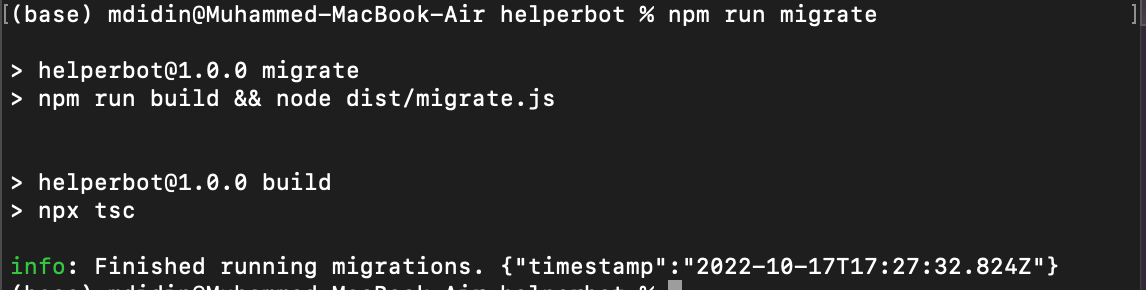 [(base) mdidin@Muhammed-MacBook-Air helperbot % npm run migrate ]
> helperbot@1.0.0 migrate
> npm run build && node dist/migrate.js
> helperbot@1.0.0 build
> npx tsc
info: Finished running migrations. {"timestamp":"2022-10-17T17:27:32.824Z"}
(base) mdidin@Muhammed-MacBook-Air helperbot %